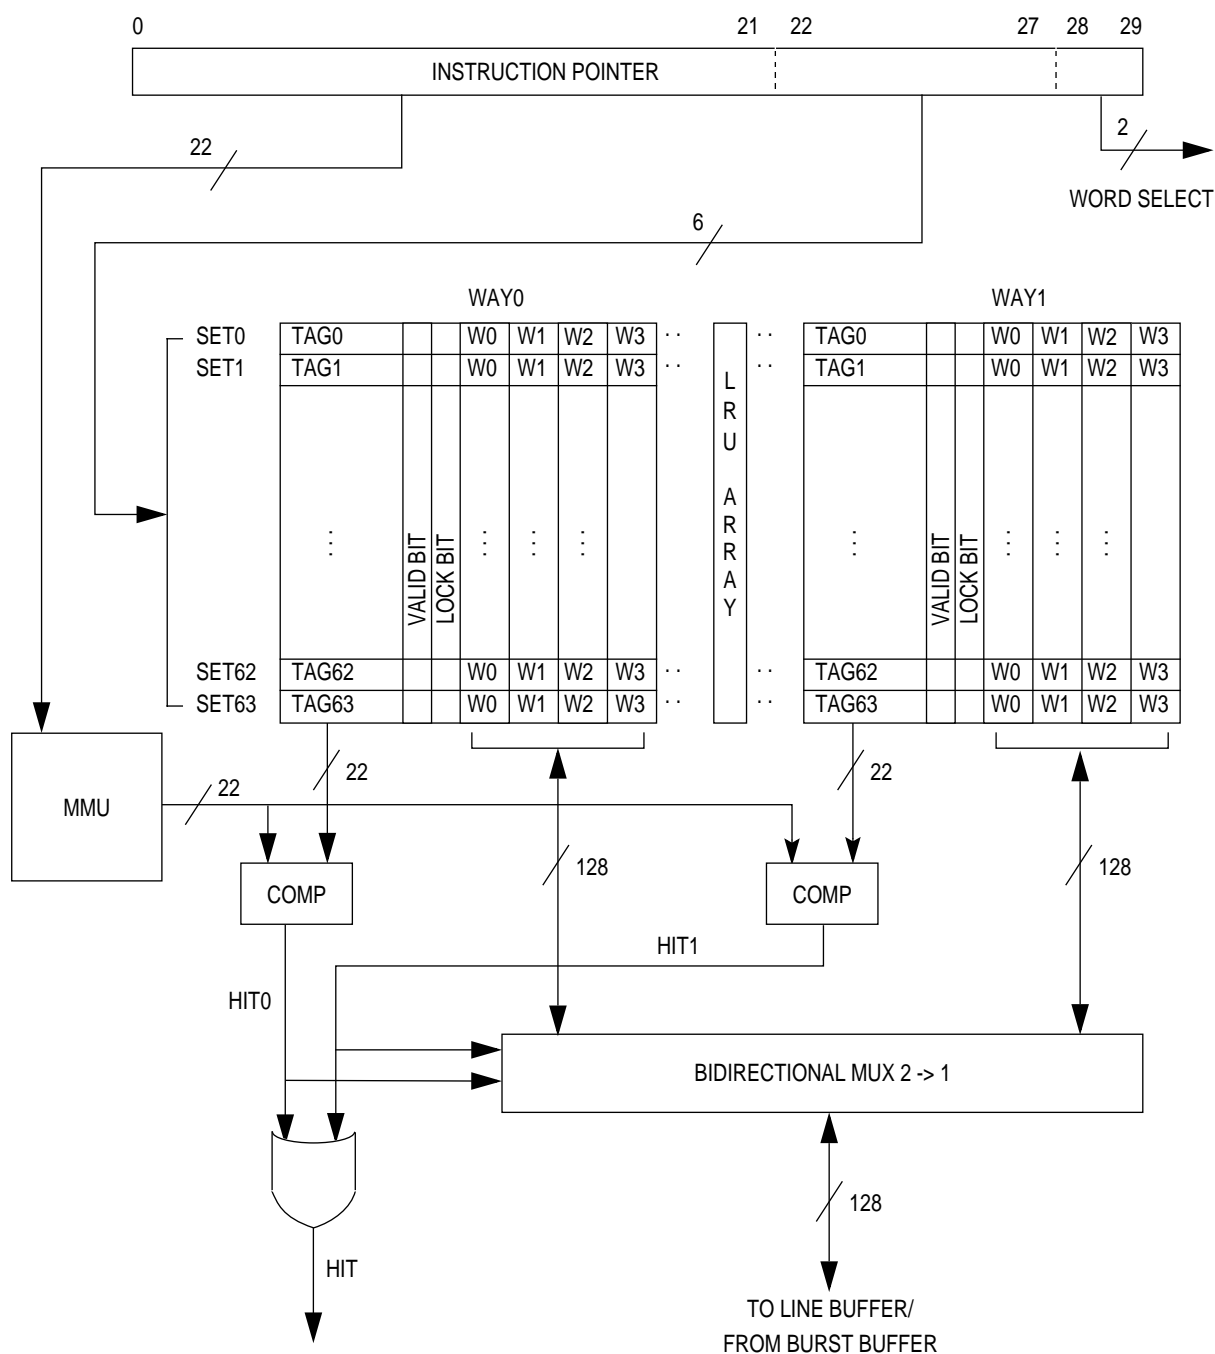 0 21 22 27 28 29
INSTRUCTION POINTER
22
2
WORD SELECT
6
WAY0 WAY1
SET0 TAG0 W0 W1 W2 W3 . . . . TAG0 W0 W1 W2 W3
SET1 TAG1 W0 W1 W2 W3 . . . . TAG1 W0 W1 W2 W3
LRU ARRAY
. . . VALID BIT LOCK BIT . . . . . . . . . . . . VALID BIT LOCK BIT . . . . . . . . .
SET62 TAG62 W0 W1 W2 W3 . . . . TAG62 W0 W1 W2 W3
SET63 TAG63 W0 W1 W2 W3 . . . . TAG63 W0 W1 W2 W3
22 22
MMU 22
128 128
COMP COMP
HIT1
HIT0
BIDIRECTIONAL MUX 2 -> 1
128
HIT
TO LINE BUFFER/
FROM BURST BUFFER